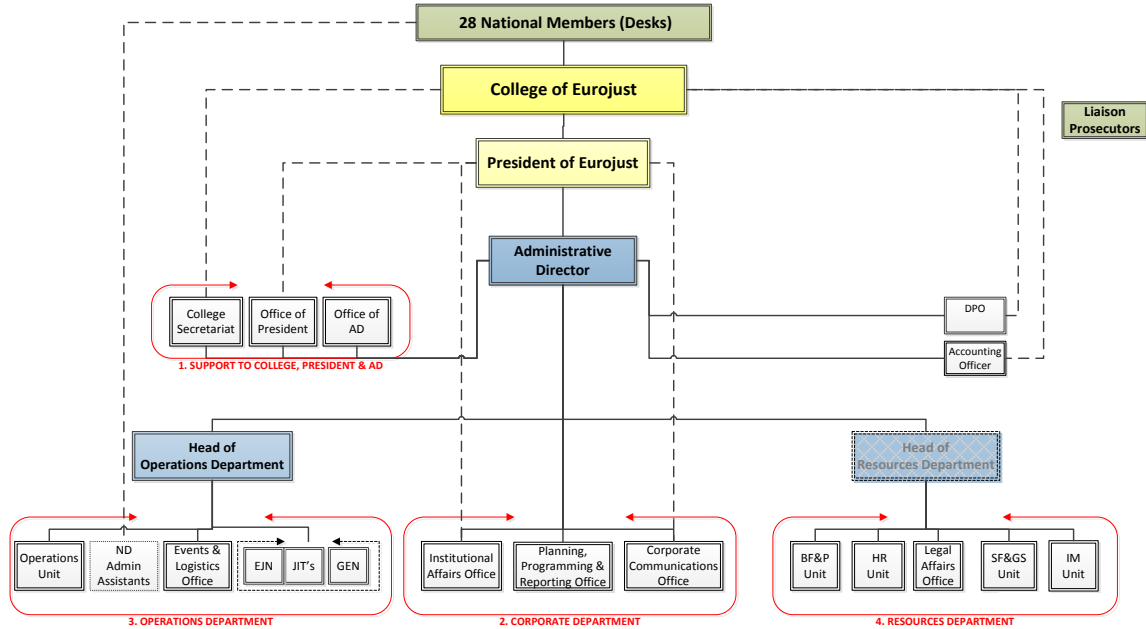 28 National Members (Desks)
College of Eurojust
Liaison
Prosecutors
President of Eurojust
Administrative
Director
College
Secretariat
Office of
President
Office of
AD
DPO
Accounting
Officer
1. SUPPORT TO COLLEGE, PRESIDENT & AD
Head of
Operations Department
Head of
Resources Department
Operations
Unit
ND
Admin
Assistants
Events &
Logistics
Office
EJN
JIT's
GEN
Institutional
Affairs Office
Planning,
Programming
& Reporting Office
Corporate
Communications
Office
BF&P
Unit
HR
Unit
Legal
Affairs
Office
SF&GS
Unit
IM
Unit
3. OPERATIONS DEPARTMENT
2. CORPORATE DEPARTMENT
4. RESOURCES DEPARTMENT